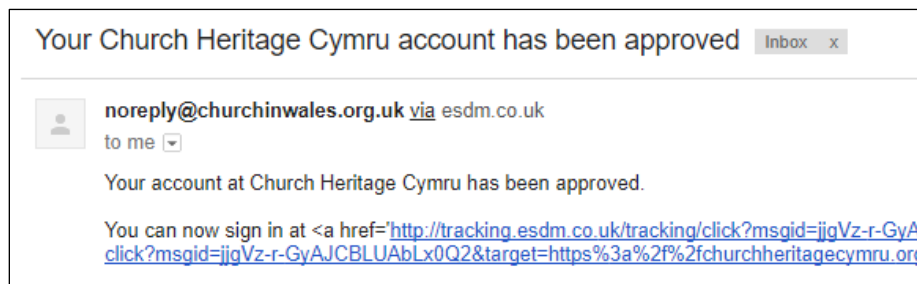 Your Church Heritage Cymru account has been approved Inbox x
noreply@churchinwales.org.uk via esdm.co.uk
to me
Your account at Church Heritage Cymru has been approved.
You can now sign in at <a href='http://tracking.esdm.co.uk/tracking/click?msgid=jjgVz-r-GyA
click?msgid=jjgVz-r-GyAJCBLUAbLx0Q2&target=https%3a%2f%2fchurchheritagecymru.org